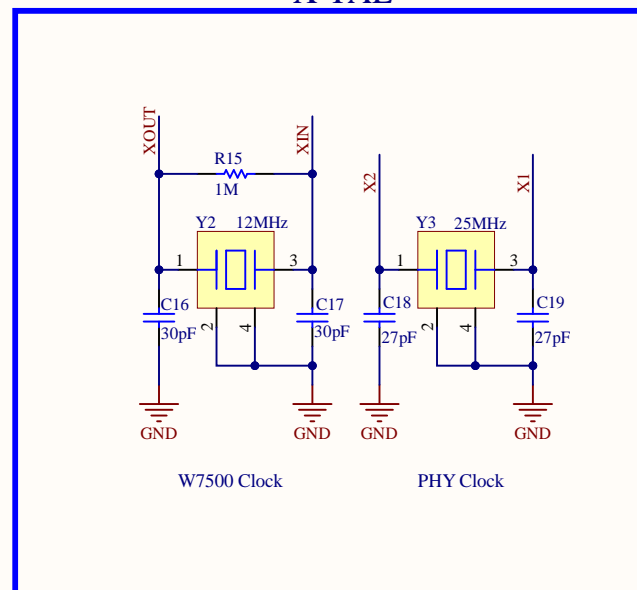 XOUT
XIN
R15
1M
Y2 12MHz
1
3
C16
30pF
2
4
C17
30pF
GND
GND
W7500 Clock
X2
X1
Y3 25MHz
1
3
C18
27pF
2
4
C19
27pF
GND
GND
PHY Clock